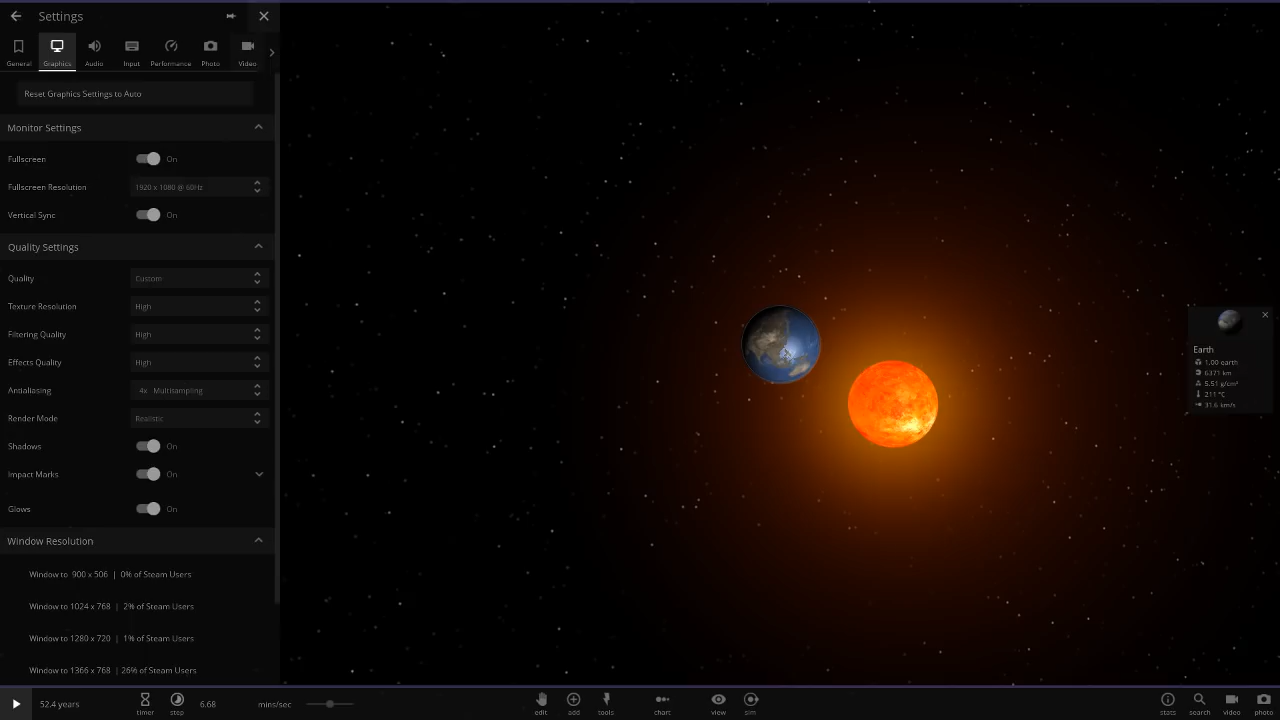 Settings
General Graphics Audio Input Performance Photo Video
Reset Graphics Settings to Auto
Monitor Settings
Fullscreen On
Fullscreen Resolution 1920 x 1080 @ 60Hz
Vertical Sync On
Quality Settings
Quality Custom
Texture Resolution High
Filtering Quality High
Effects Quality High
Antialiasing 4x Multisampling
Render Mode Realistic
Shadows On
Impact Marks On
Glows On
Window Resolution
Window to 900 x 506 | 0% of Steam Users
Window to 1024 x 768 | 2% of Steam Users
Window to 1280 x 720 | 1% of Steam Users
Window to 1366 x 768 | 26% of Steam Users
Earth
1.00 earth
6371 km
5.51 g/cm³
211 °C
31.6 km/s
52.4 years timer step 6.68 mins/sec edit add tools chart view sim stats search video photo